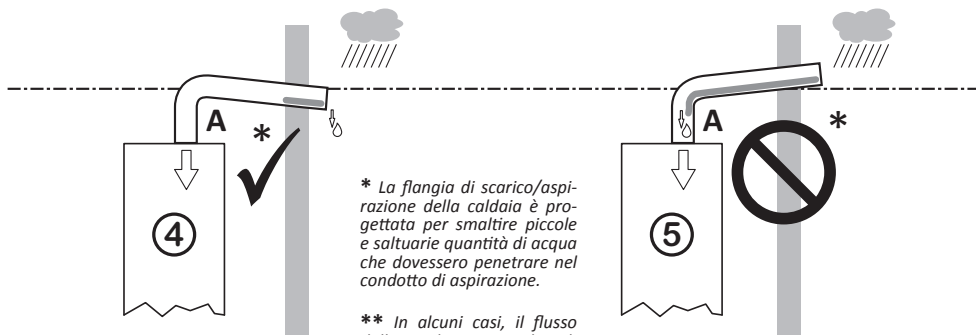 A
*
4
* La flangia di scarico/aspi-
razione della caldaia è pro-
gettata per smaltire piccole
e saltuarie quantità di acqua
che dovessero penetrare nel
condotto di aspirazione.
** In alcuni casi, il flusso
A
*
5